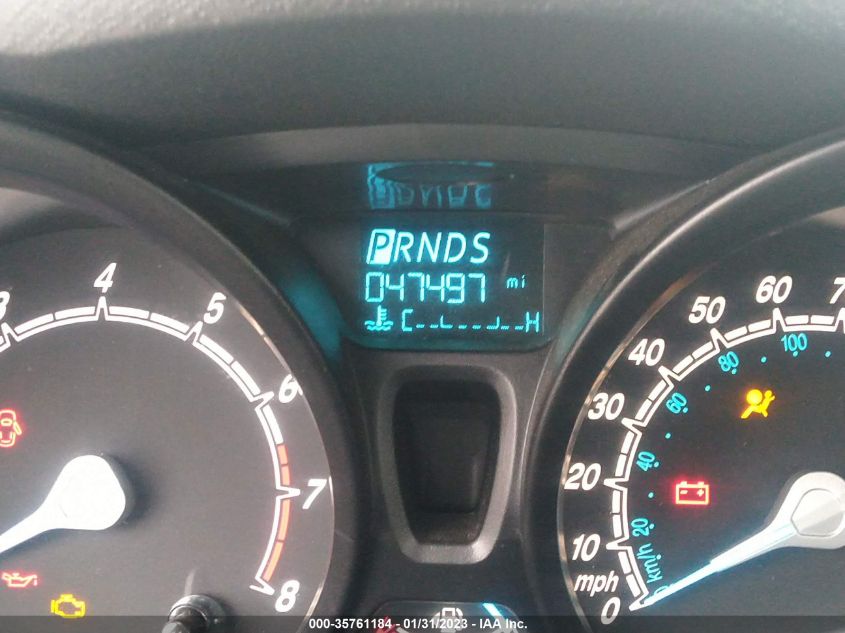 PRNDS
047497 mi
C H
3 4 5 6 7 8
0 10 20 30 40 50 60 7
mph
20 40 60 80 100
km/h
000-35761184 - 01/31/2023 - IAA Inc.